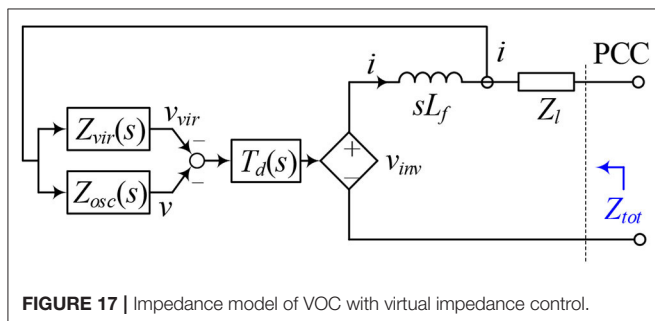 i
i
PCC
sL_f
Z_l
Z_vir(s)
v_vir
−
T_d(s)
+
−
v_inv
Z_osc(s)
v
−
Z_tot
FIGURE 17 | Impedance model of VOC with virtual impedance control.